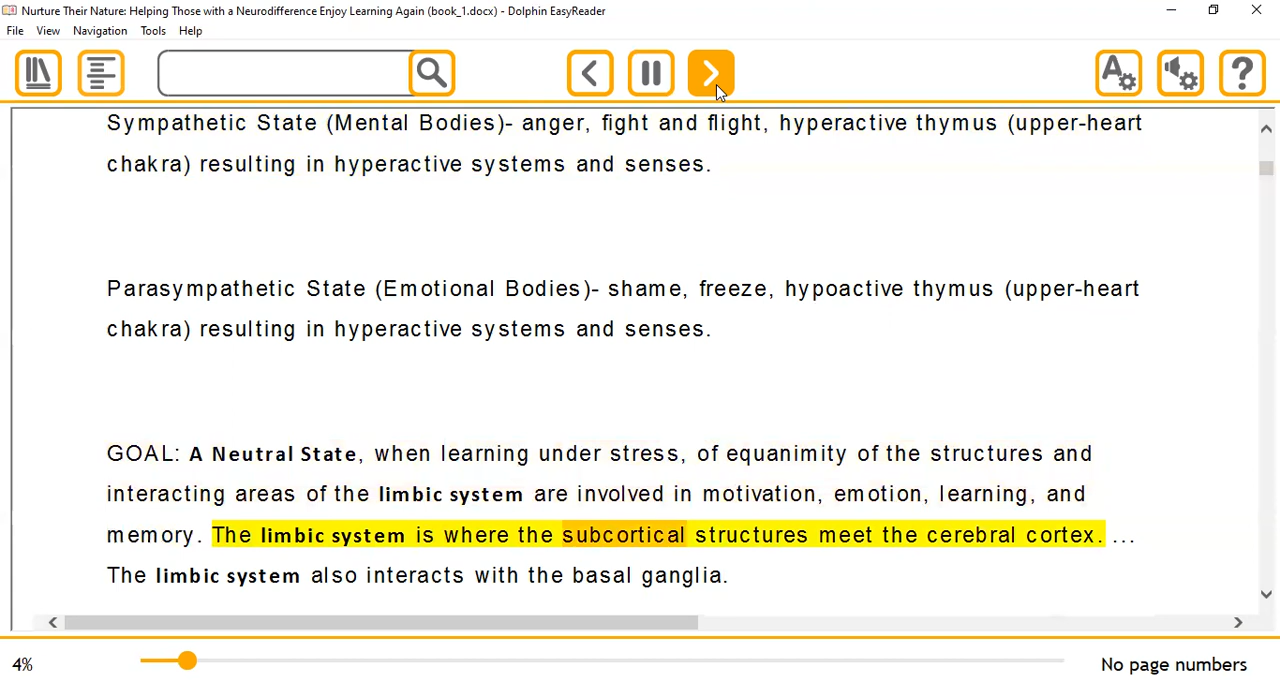 Nurture Their Nature: Helping Those with a Neurodifference Enjoy Learning Again (book_1.docx) - Dolphin EasyReader
File View Navigation Tools Help
Sympathetic State (Mental Bodies)- anger, fight and flight, hyperactive thymus (upper-heart
chakra) resulting in hyperactive systems and senses.
Parasympathetic State (Emotional Bodies)- shame, freeze, hypoactive thymus (upper-heart
chakra) resulting in hyperactive systems and senses.
GOAL: A Neutral State, when learning under stress, of equanimity of the structures and
interacting areas of the limbic system are involved in motivation, emotion, learning, and
memory. The limbic system is where the subcortical structures meet the cerebral cortex. ...
The limbic system also interacts with the basal ganglia.
4%
No page numbers